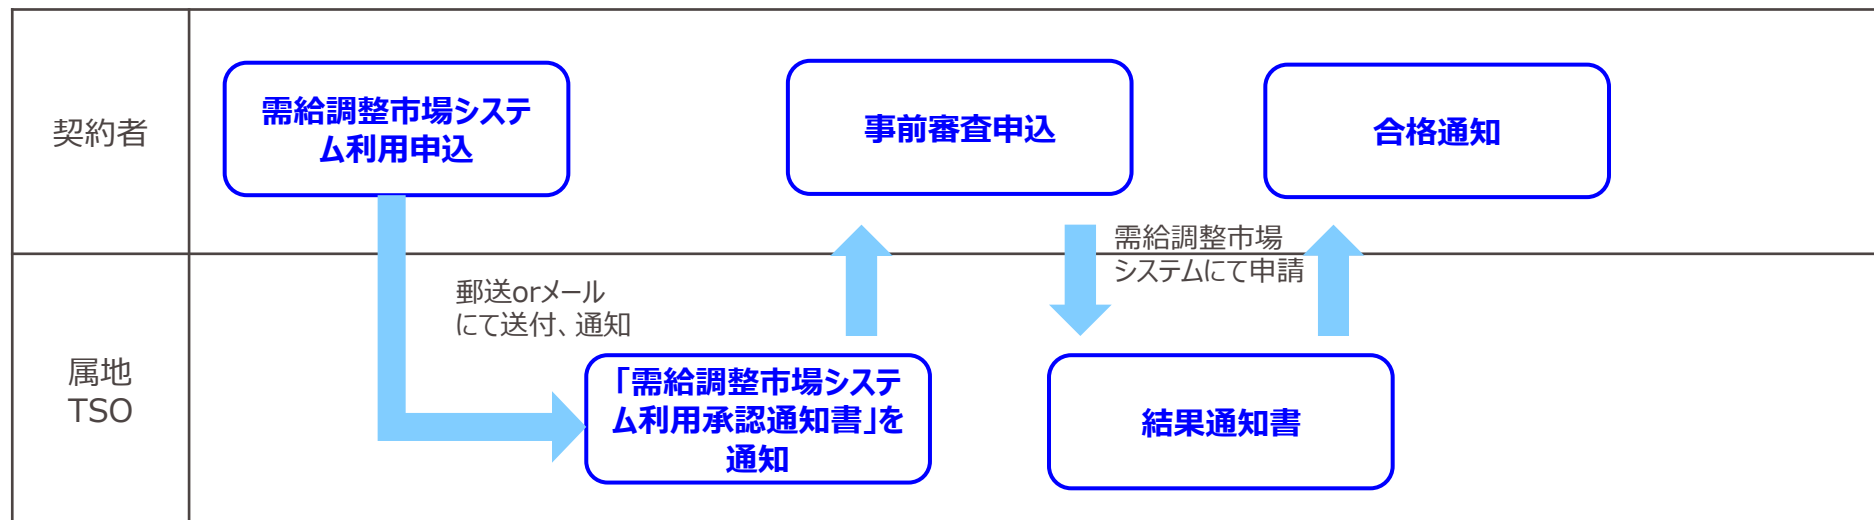 契約者
需給調整市場システ
ム利用申込
事前審査申込
合格通知
需給調整市場
システムにて申請
郵送orメール
にて送付、通知
属地
TSO
「需給調整市場システ
ム利用承認通知書」を
通知
結果通知書